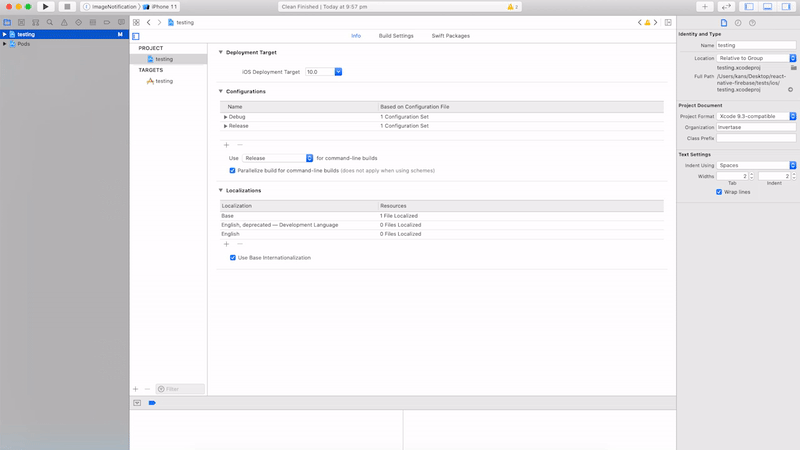 ImageNotification) iPhone 11
Clean Finished | Today at 9:57 pm
2
testing M
Pods
testing
Info Build Settings Swift Packages
PROJECT
testing
TARGETS
testing
Filter
Deployment Target
iOS Deployment Target 10.0
Configurations
Name Based on Configuration File
Debug 1 Configuration Set
Release 1 Configuration Set
+ −
Use Release for command-line builds
Parallelize build for command-line builds (does not apply when using schemes)
Localizations
Localization Resources
Base 1 File Localized
English, deprecated — Development Language 0 Files Localized
English 0 Files Localized
+ −
Use Base Internationalization
Identity and Type
Name testing
Location Relative to Group
testing.xcodeproj
Full Path /Users/kans/Desktop/react-
native-firebase/tests/ios/
testing.xcodeproj
Project Document
Project Format Xcode 9.3-compatible
Organization Invertase
Class Prefix
Text Settings
Indent Using Spaces
Widths 2 2
Tab Indent
Wrap lines